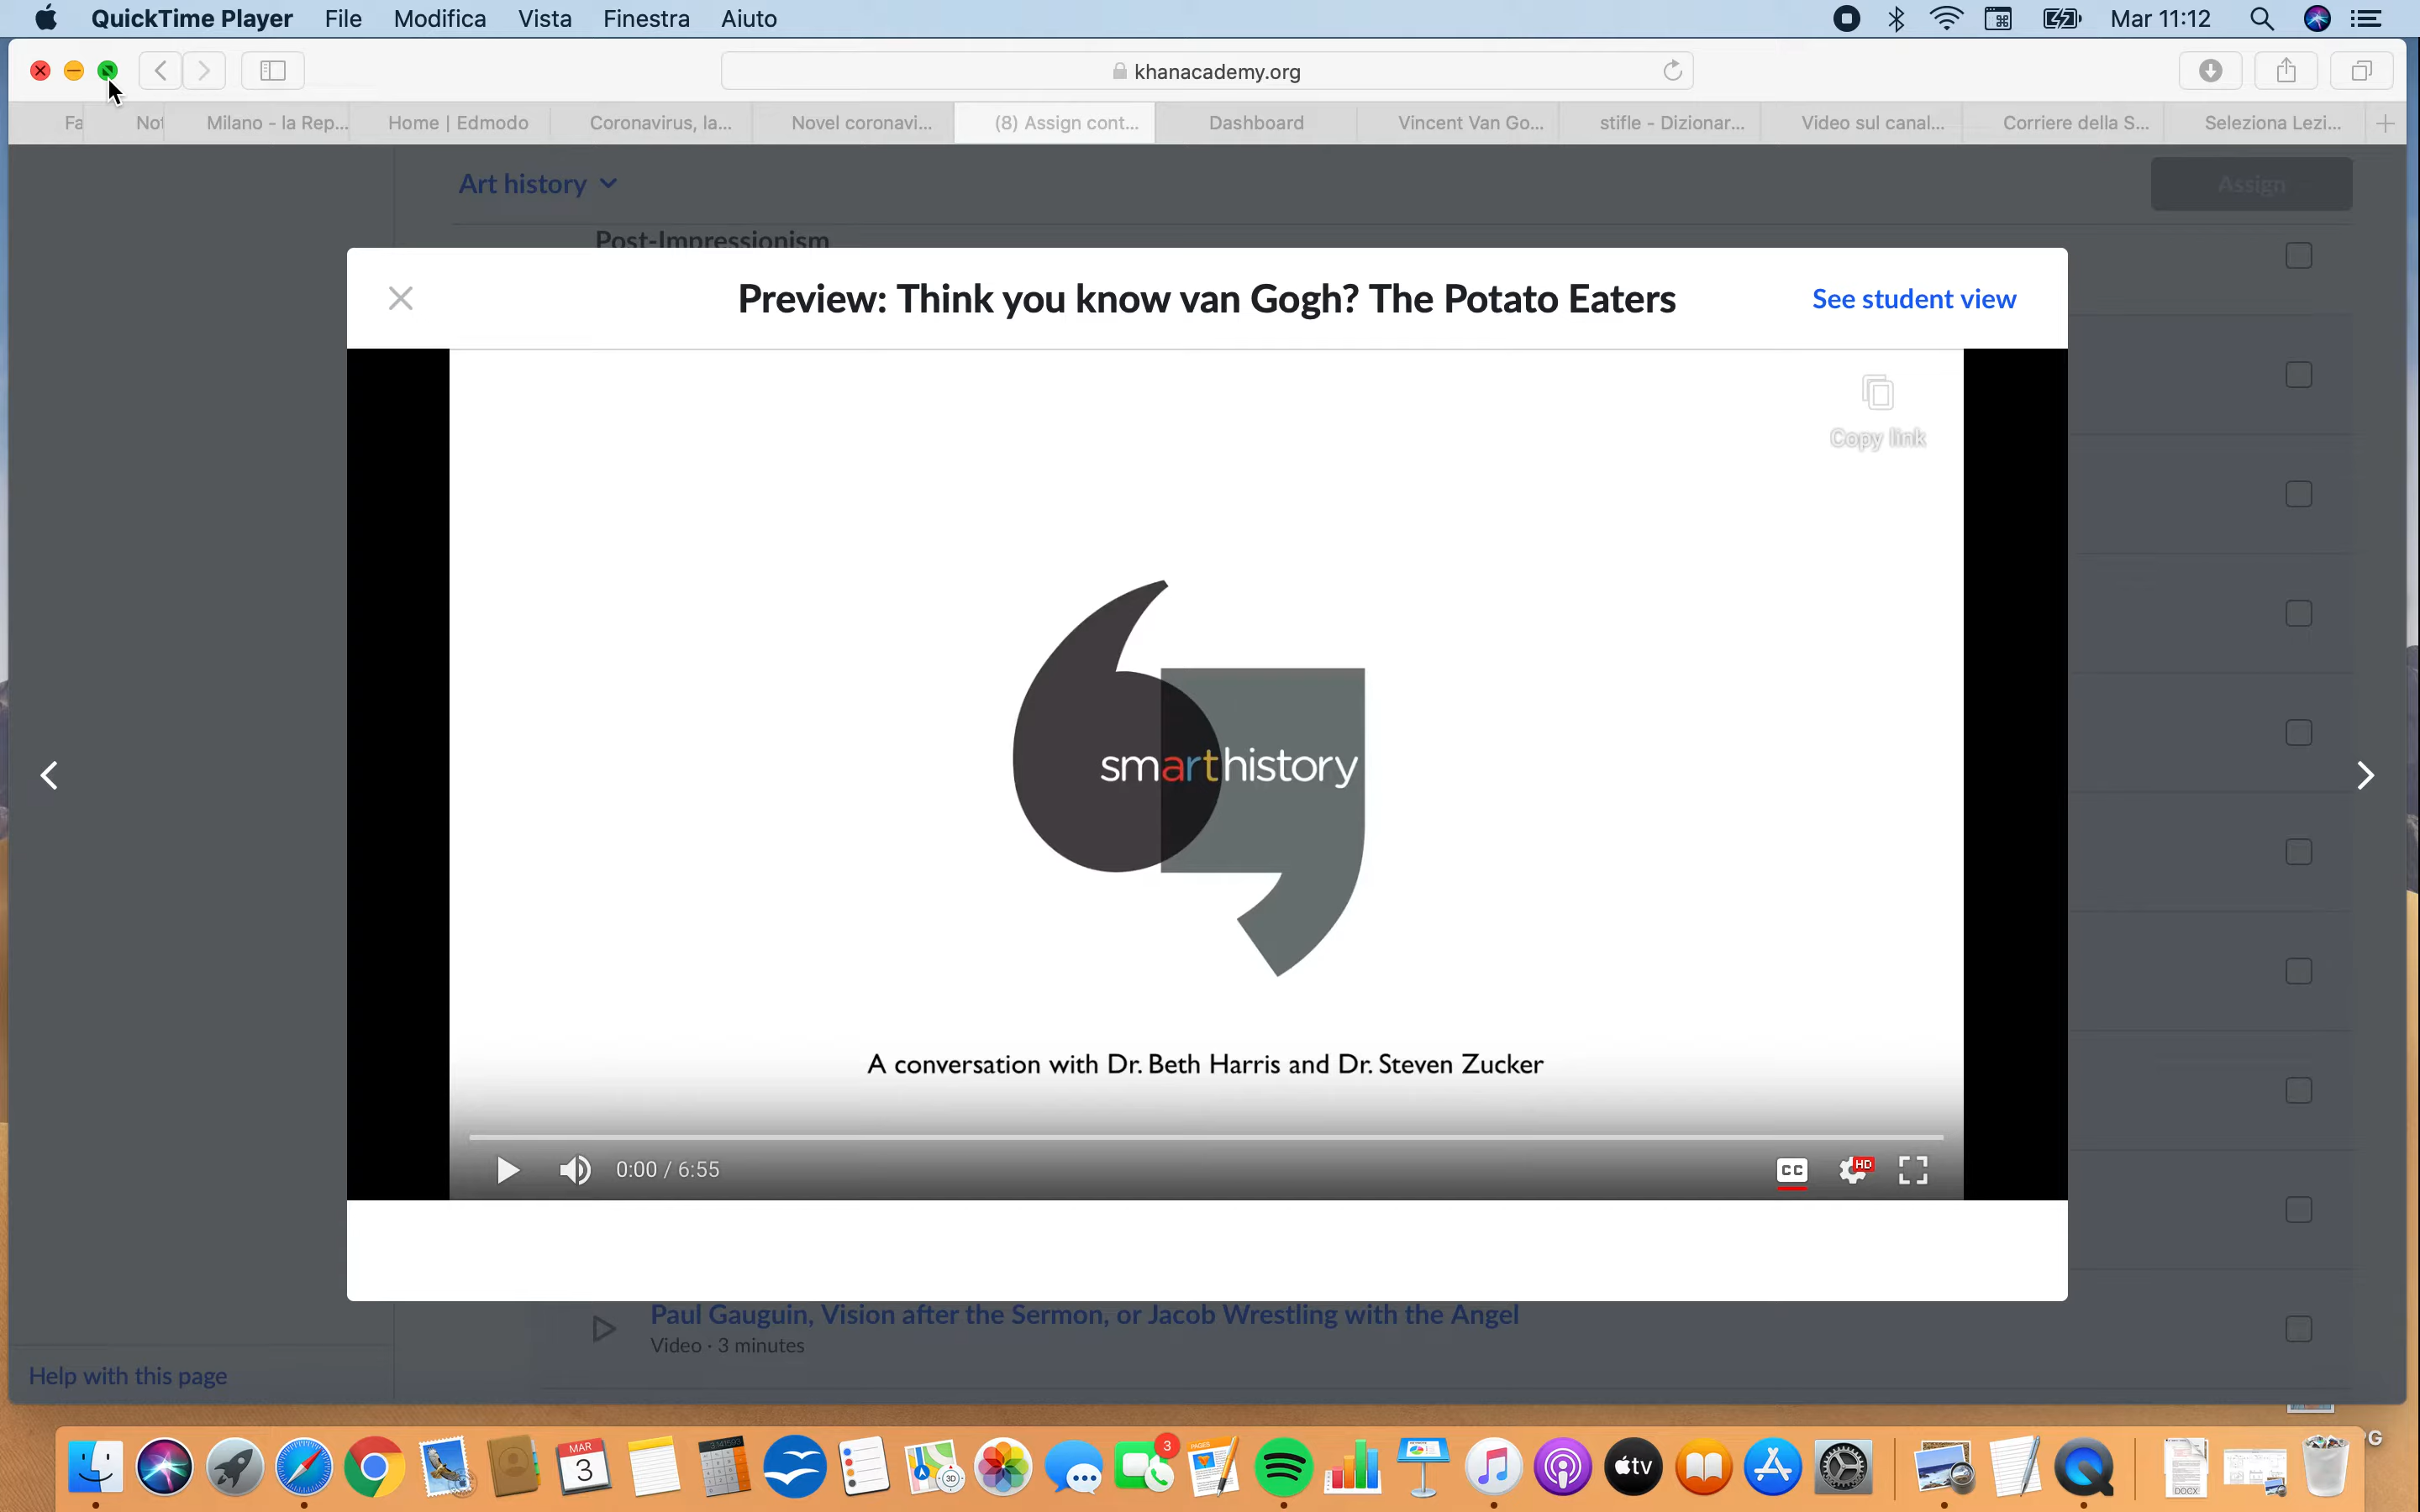 QuickTime Player File Modifica Vista Finestra Aiuto Mar 11:12
khanacademy.org
Fa Not Milano - la Rep... Home | Edmodo Coronavirus, la... Novel coronavi... (8) Assign cont... Dashboard Vincent Van Go... stifle - Dizionar... Video sul canal... Corriere della S... Seleziona Lezi...
Art history Assign
Post-Impressionism
Preview: Think you know van Gogh? The Potato Eaters See student view
Copy link
smarthistory
A conversation with Dr. Beth Harris and Dr. Steven Zucker
0:00 / 6:55 CC HD
Paul Gauguin, Vision after the Sermon, or Jacob Wrestling with the Angel
Video · 3 minutes
Help with this page
G
MAR
3
3D
3
PAGES
tv
DOCX